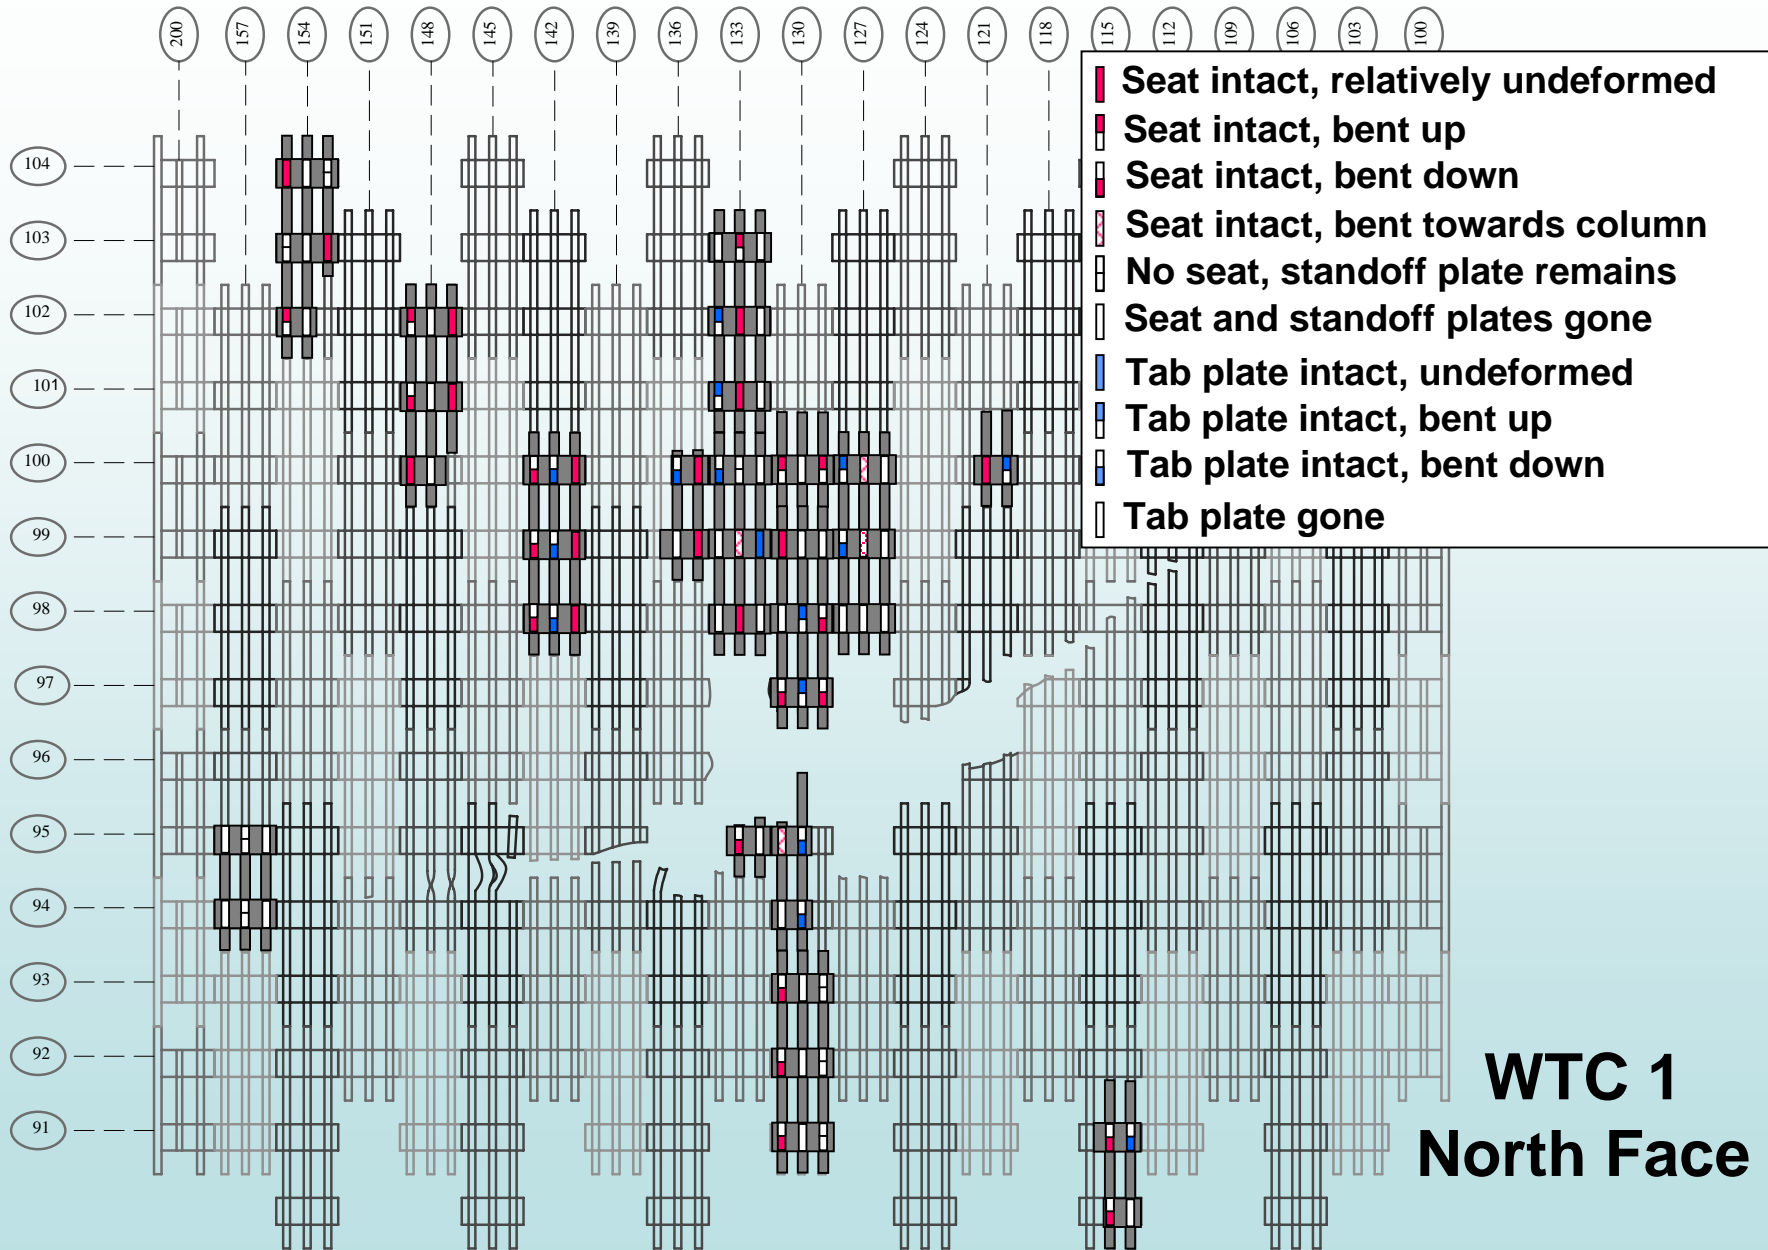 200 157 154 151 148 145 142 139 136 133 130 127 124 121 118 115 112 109 106 103 100
Seat intact, relatively undeformed
Seat intact, bent up
Seat intact, bent down
Seat intact, bent towards column
No seat, standoff plate remains
Seat and standoff plates gone
Tab plate intact, undeformed
Tab plate intact, bent up
Tab plate intact, bent down
Tab plate gone
104
103
102
101
100
99
98
97
96
95
94
93
92
91
WTC 1
North Face